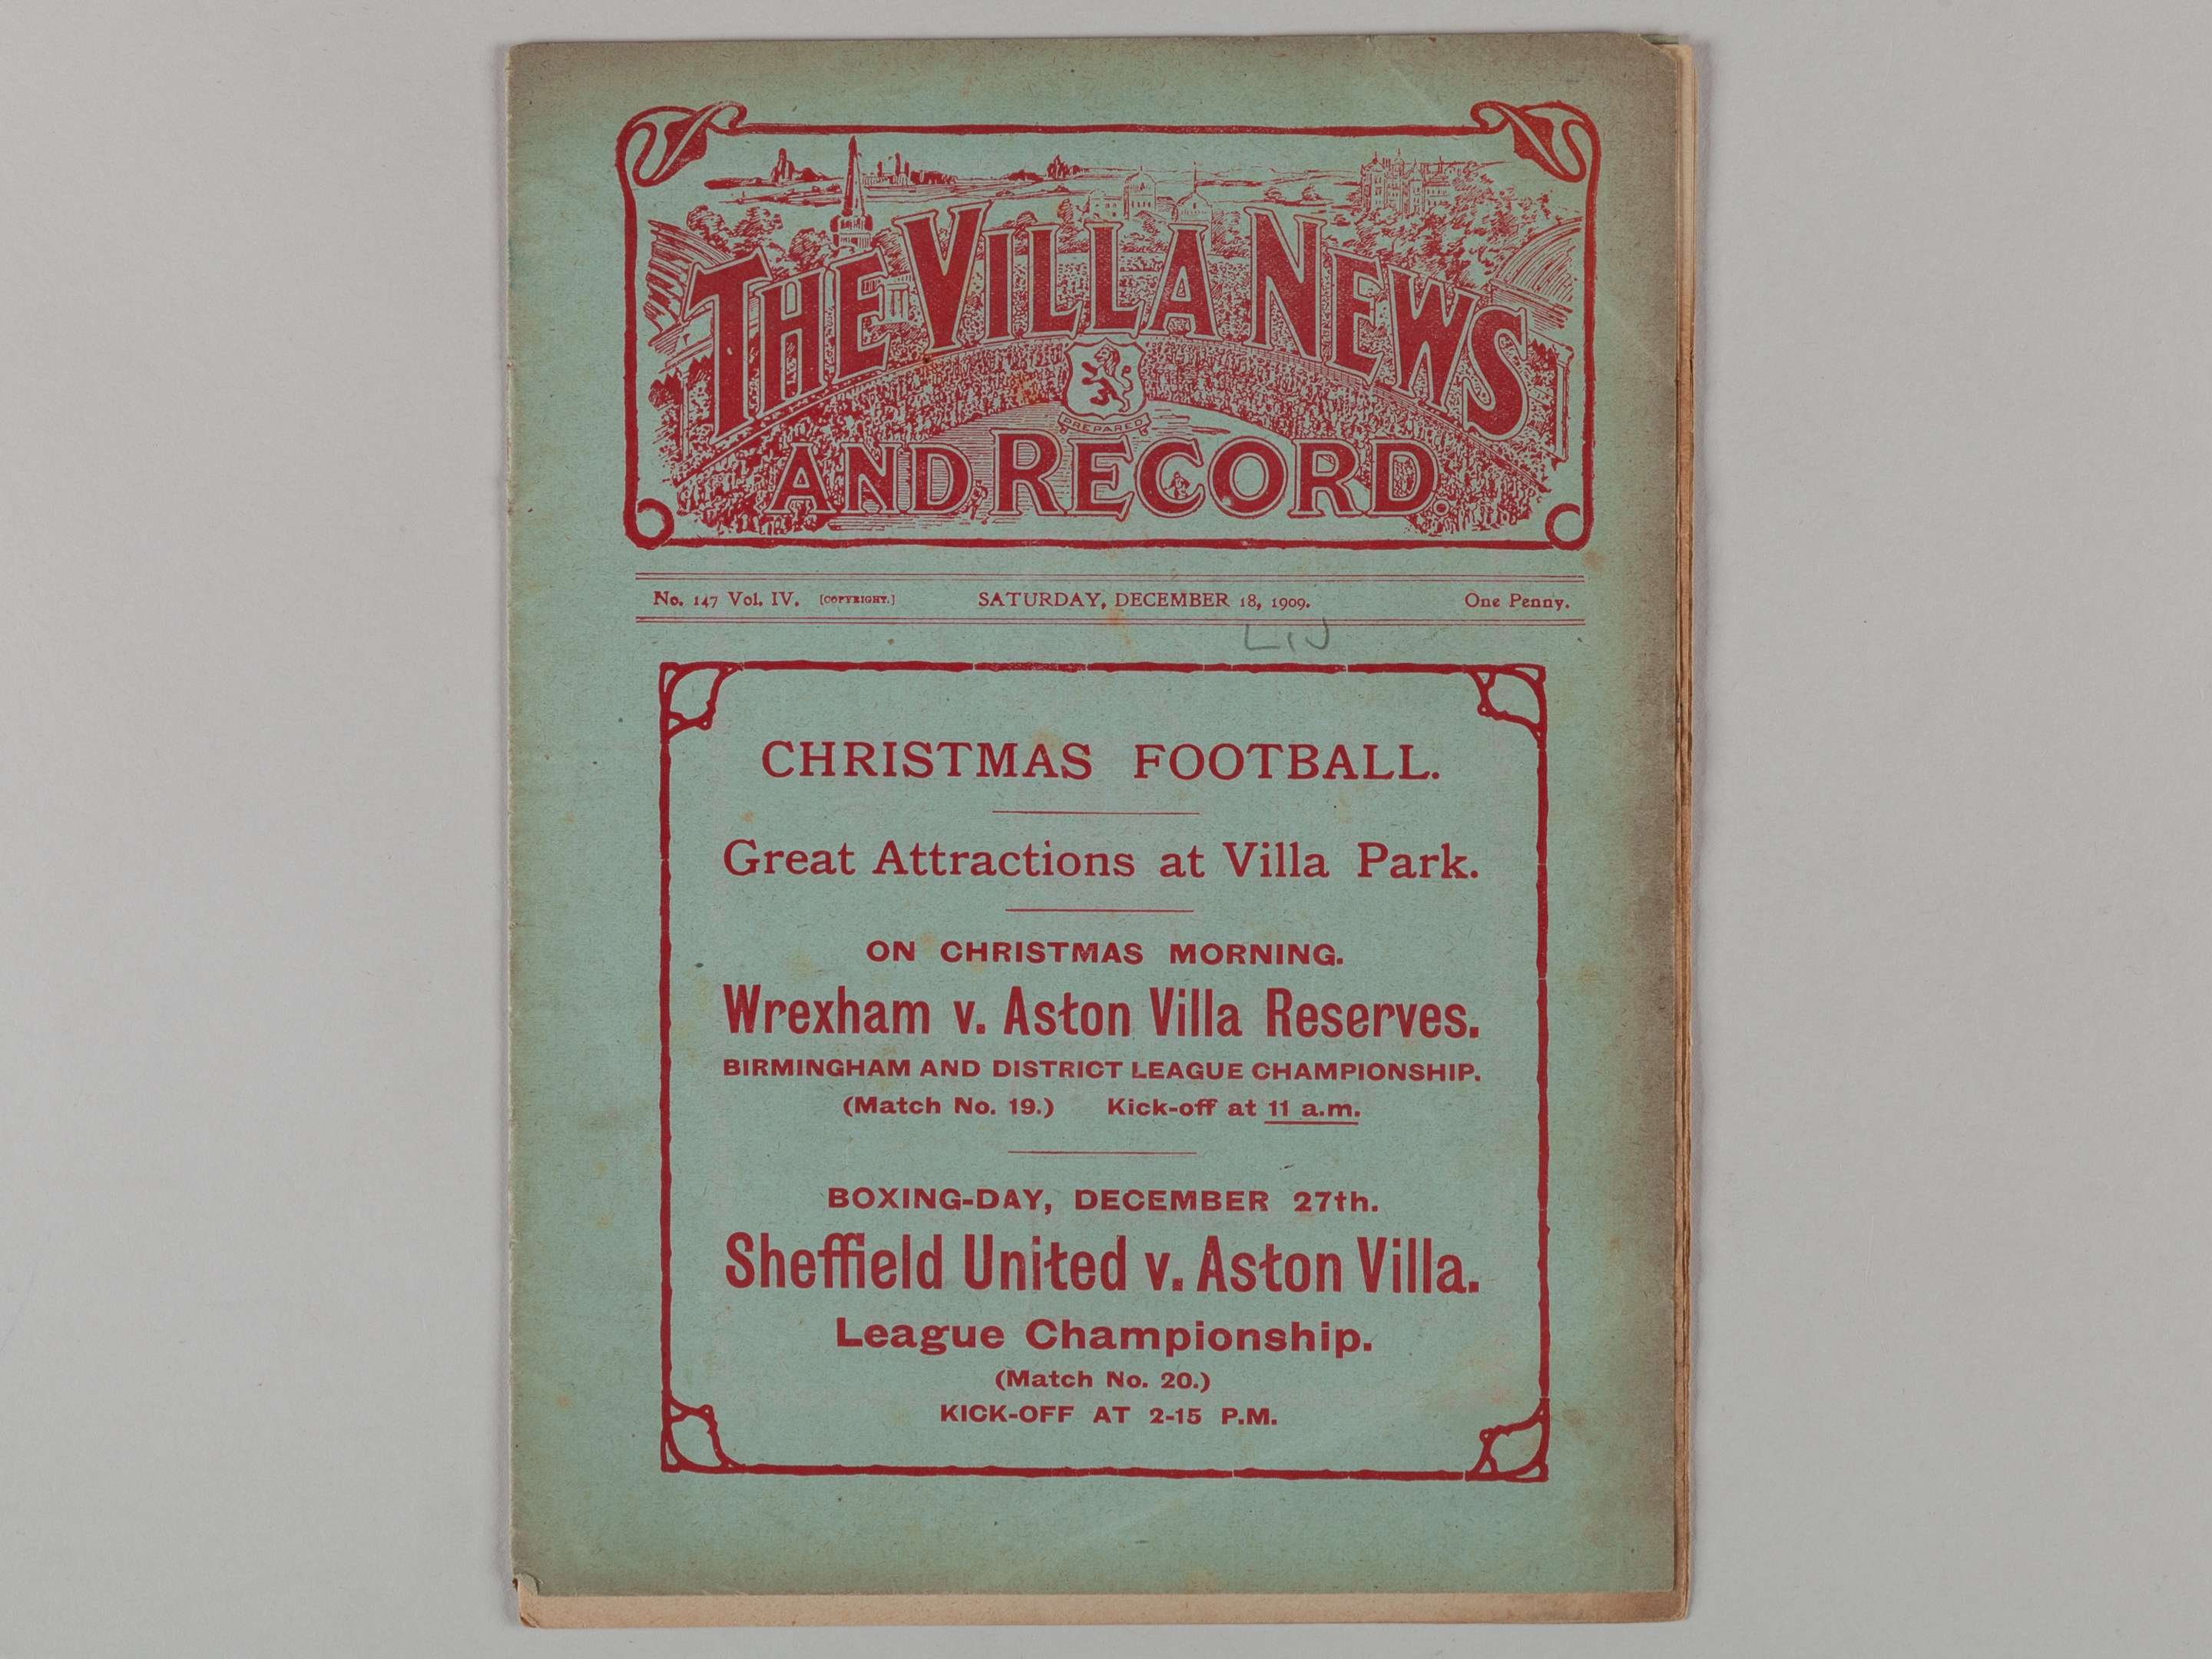 THE VILLA NEWS
PREPARED
AND RECORD.
No. 147 Vol. IV. [COPYRIGHT.] SATURDAY, DECEMBER 18, 1909. One Penny.
LIV
CHRISTMAS FOOTBALL.
Great Attractions at Villa Park.
ON CHRISTMAS MORNING.
Wrexham v. Aston Villa Reserves.
BIRMINGHAM AND DISTRICT LEAGUE CHAMPIONSHIP.
(Match No. 19.) Kick-off at 11 a.m.
BOXING-DAY, DECEMBER 27th.
Sheffield United v. Aston Villa.
League Championship.
(Match No. 20.)
KICK-OFF AT 2-15 P.M.